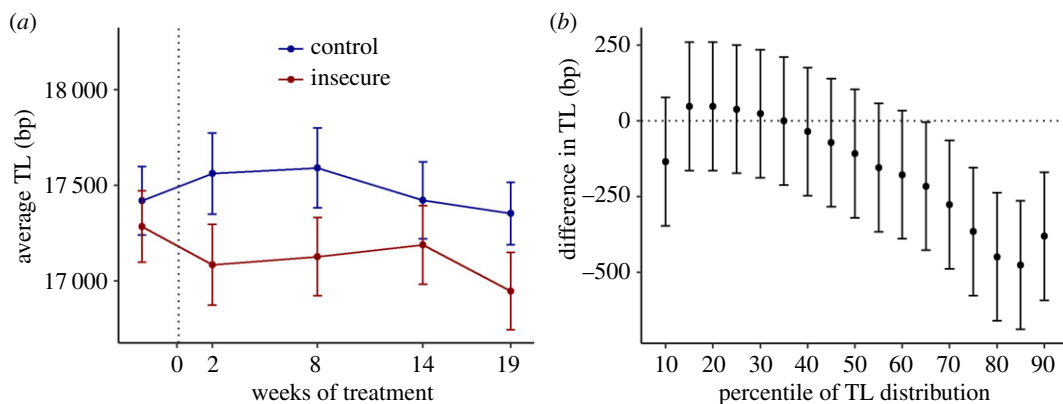 (a)
control
insecure
18 000
17 500
17 000
average TL (bp)
0 2 8 14 19
weeks of treatment
(b)
250
0
−250
−500
difference in TL (bp)
10 20 30 40 50 60 70 80 90
percentile of TL distribution